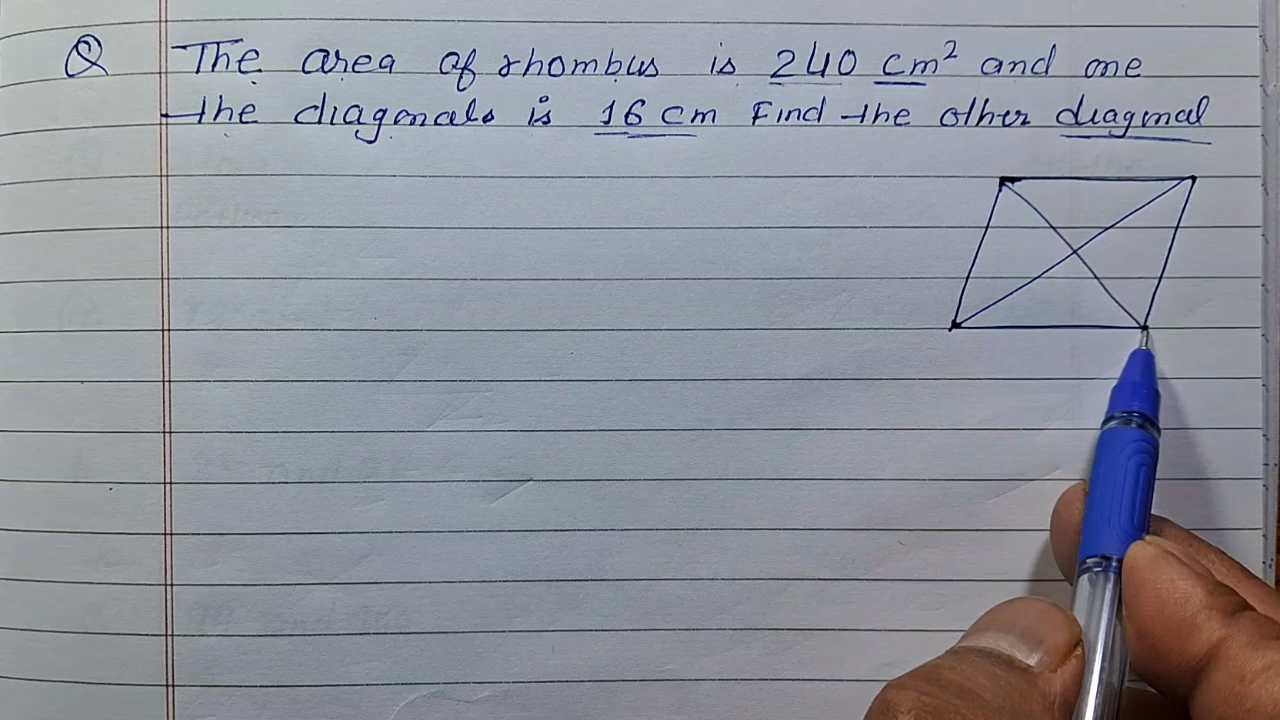 Q The area of rhombus is 240 cm² and one
the diagonals is 16 cm Find the other diagonal